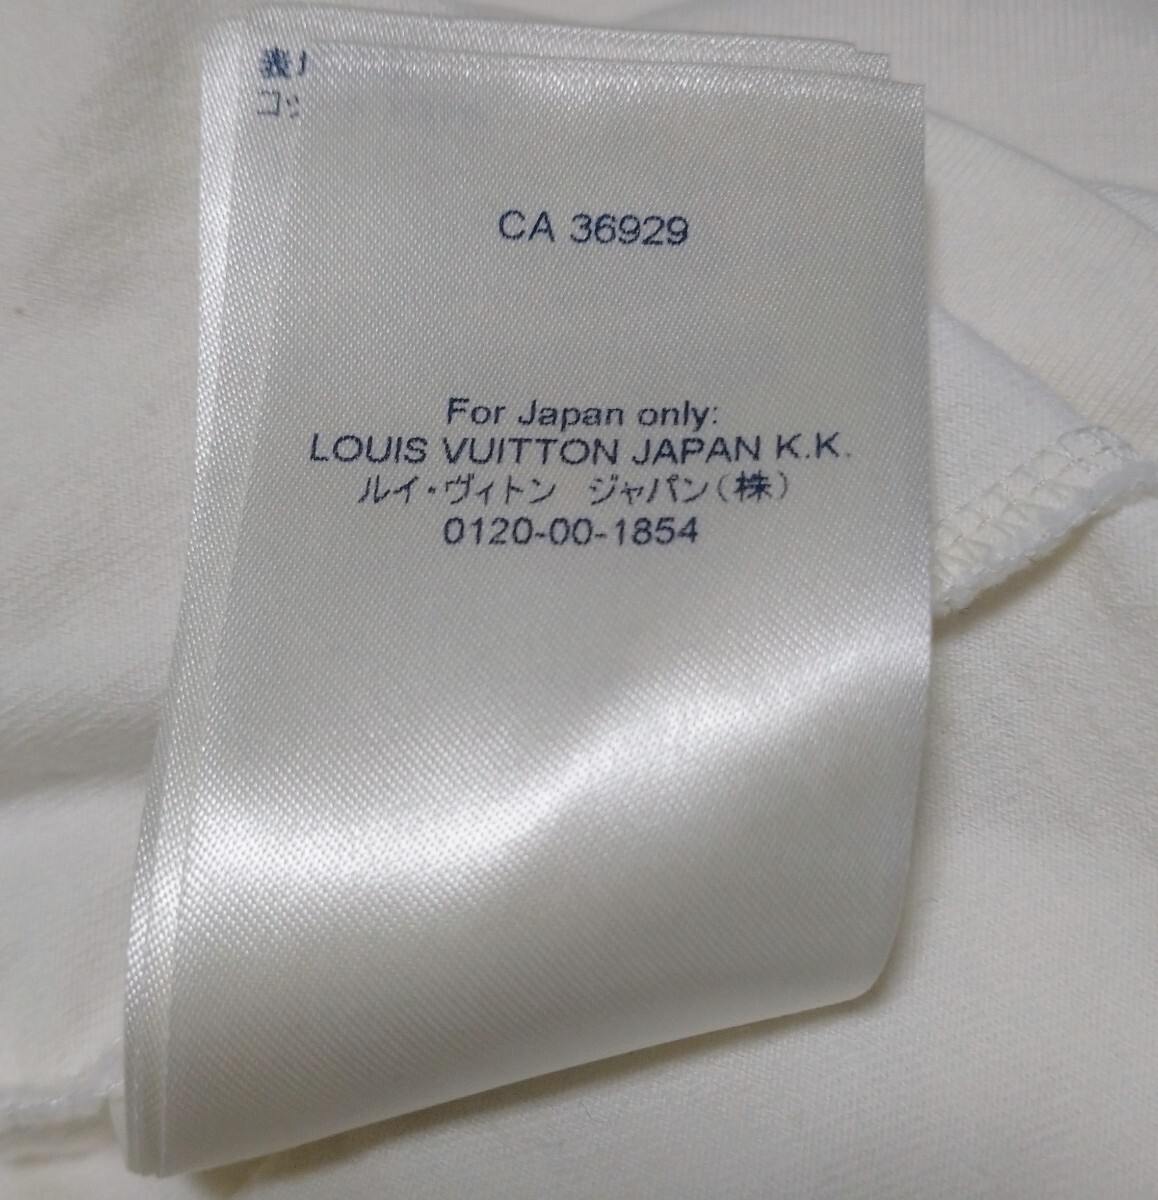 CA 36929
For Japan only:
LOUIS VUITTON JAPAN K.K.
ルイ・ヴィトン　ジャパン（株）
0120-00-1854